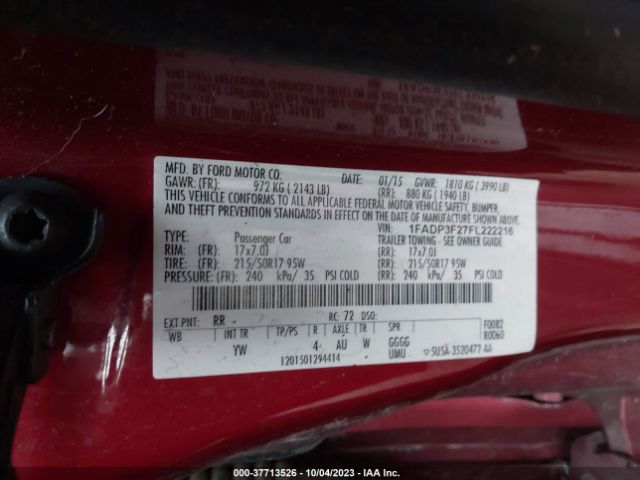 MFD. BY FORD MOTOR CO. DATE: 01/15 GVWR: 1810 KG ( 3990 LB)
GAWR: (FR): 972 KG ( 2143 LB) (RR): 880 KG ( 1940 LB)
THIS VEHICLE CONFORMS TO ALL APPLICABLE FEDERAL MOTOR VEHICLE SAFETY, BUMPER,
AND THEFT PREVENTION STANDARDS IN EFFECT ON THE DATE OF MANUFACTURE SHOWN ABOVE.
VIN: 1FADP3F27FL222216
TYPE: Passenger Car TRAILER TOWING - SEE OWNER GUIDE
RIM: (FR): 17x7.0J (RR): 17x7.0J
TIRE: (FR): 215/50R17 95W (RR): 215/50R17 95W
PRESSURE: (FR): 240 kPa/ 35 PSI COLD (RR): 240 kPa/ 35 PSI COLD
EXT PNT: RR - RC: 72 DSO: F0082
WB INT TR TP/PS R AXLE TR SPR R0060
YW 4- AU W GGGG
1201501294414 UMU ▽5USA-3520472 AA
000-37713526 - 10/04/2023 - IAA Inc.